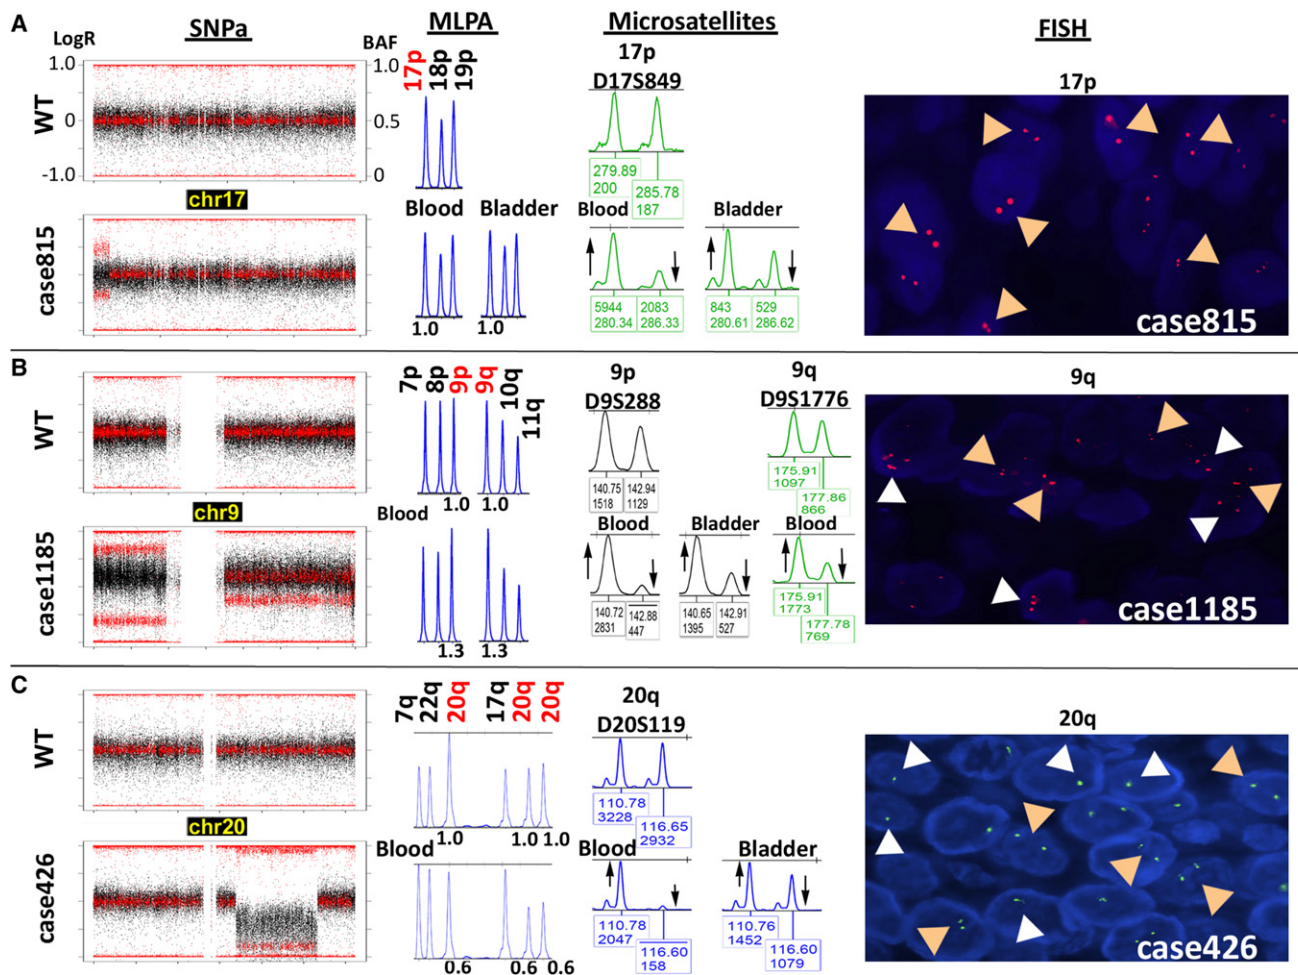 A
SNPa
MLPA
Microsatellites
FISH
LogR
BAF
WT
1.0
0
-1.0
1.0
0.5
0
17p
18p
19p
17p
D17S849
279.89
200
285.78
187
17p
chr17
case815
Blood
Bladder
1.0
1.0
Blood
Bladder
5944
280.34
2083
286.33
843
280.61
529
286.62
case815
B
WT
7p
8p
9p
9q
10q
11q
1.0
1.0
9p
D9S288
140.75
1518
142.94
1129
9q
D9S1776
175.91
1097
177.86
866
9q
chr9
case1185
Blood
1.3
1.3
Blood
Bladder
Blood
140.72
2831
142.88
447
140.65
1395
142.91
527
175.91
1773
177.78
769
case1185
C
WT
7q
22q
20q
17q
20q
20q
1.0
1.0
1.0
20q
D20S119
110.78
3228
116.65
2932
20q
chr20
case426
Blood
0.6
0.6
0.6
Blood
Bladder
110.78
2047
116.60
158
110.76
1452
116.60
1079
case426